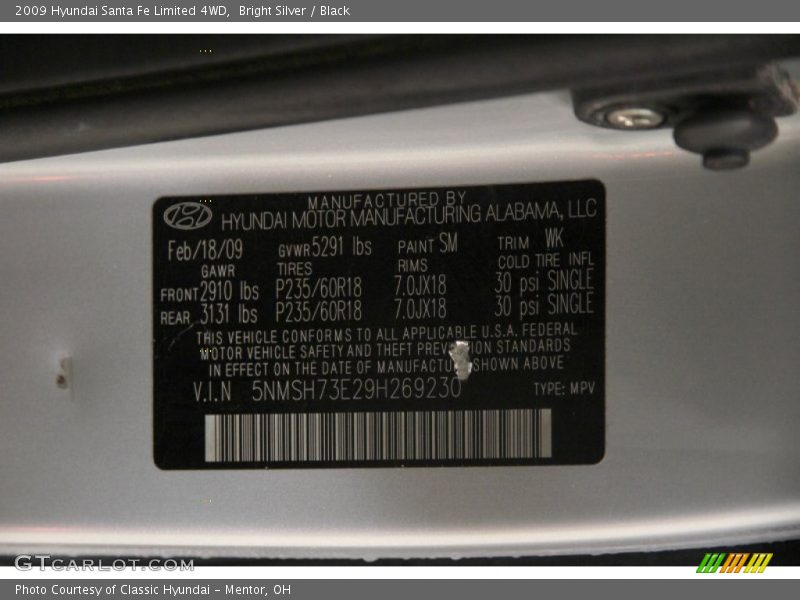 2009 Hyundai Santa Fe Limited 4WD, Bright Silver / Black
MANUFACTURED BY
HYUNDAI MOTOR MANUFACTURING ALABAMA, LLC
Feb/18/09 GVWR 5291 lbs PAINT SM TRIM WK
GAWR TIRES RIMS COLD TIRE INFL
FRONT 2910 lbs P235/60R18 7.0JX18 30 psi SINGLE
REAR 3131 lbs P235/60R18 7.0JX18 30 psi SINGLE
THIS VEHICLE CONFORMS TO ALL APPLICABLE U.S.A. FEDERAL
MOTOR VEHICLE SAFETY AND THEFT PREV ION STANDARDS
IN EFFECT ON THE DATE OF MANUFACTU SHOWN ABOVE
V.I.N 5NMSH73E29H269230 TYPE: MPV
GTCARLOT.COM
Photo Courtesy of Classic Hyundai - Mentor, OH